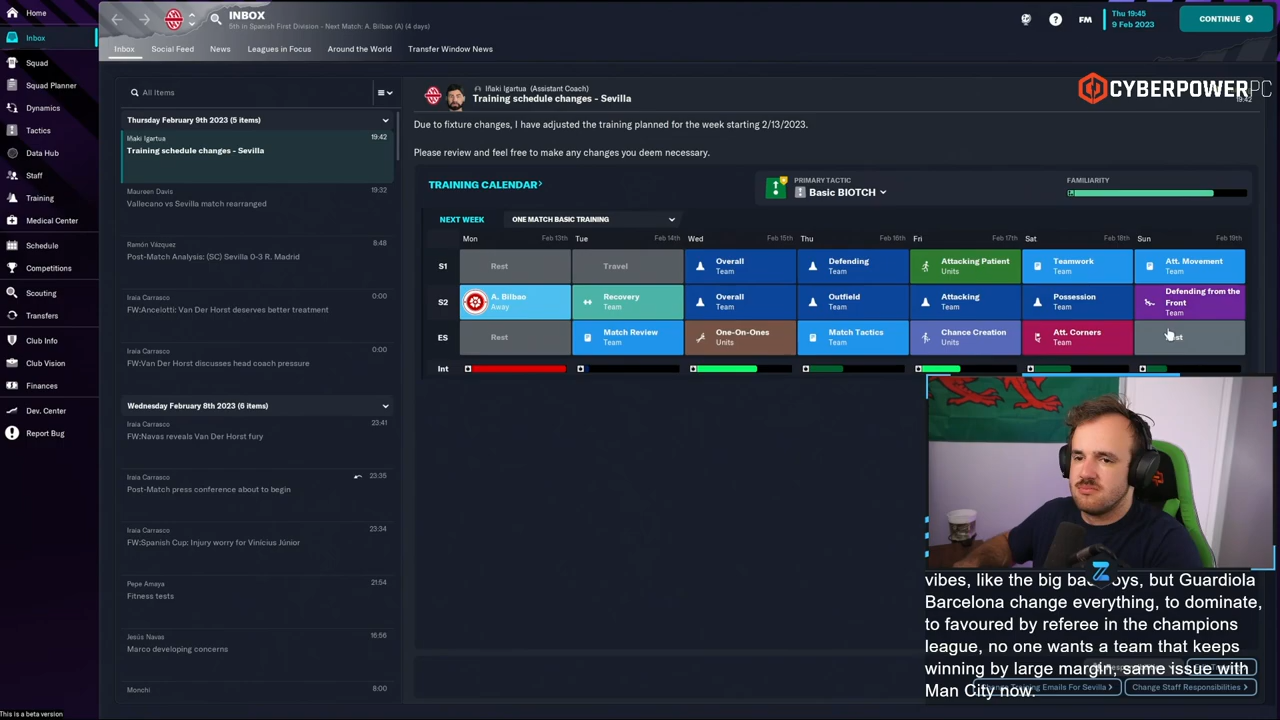 Home
Inbox
Squad
Squad Planner
Dynamics
Tactics
Data Hub
Staff
Training
Medical Center
Schedule
Competitions
Scouting
Transfers
Club Info
Club Vision
Finances
Dev. Center
Report Bug
INBOX
5th in Spanish First Division - Next Match: A. Bilbao (A) (4 days)
FM
Thu 19:45
9 Feb 2023
CONTINUE
Inbox
Social Feed
News
Leagues in Focus
Around the World
Transfer Window News
CYBERPOWERPC
All Items
Thursday February 9th 2023 (5 items)
Iñaki Igartua 19:42
Training schedule changes - Sevilla
Maureen Davis 19:32
Vallecano vs Sevilla match rearranged
Ramón Vázquez 8:48
Post-Match Analysis: (SC) Sevilla 0-3 R. Madrid
Iraia Carrasco 0:00
FW:Ancelotti: Van Der Horst deserves better treatment
Iraia Carrasco 0:00
FW:Van Der Horst discusses head coach pressure
Wednesday February 8th 2023 (6 items)
Iraia Carrasco 23:41
FW:Navas reveals Van Der Horst fury
Iraia Carrasco 23:35
Post-Match press conference about to begin
Iraia Carrasco 23:34
FW:Spanish Cup: Injury worry for Vinícius Júnior
Pepe Amaya 21:54
Fitness tests
Jesús Navas 16:56
Marco developing concerns
Monchi 8:00
Iñaki Igartua (Assistant Coach)
Training schedule changes - Sevilla
19:42
Due to fixture changes, I have adjusted the training planned for the week starting 2/13/2023.
Please review and feel free to make any changes you deem necessary.
TRAINING CALENDAR
PRIMARY TACTIC
Basic BIOTCH
FAMILIARITY
NEXT WEEK ONE MATCH BASIC TRAINING
Mon Feb 13th Tue Feb 14th Wed Feb 15th Thu Feb 16th Fri Feb 17th Sat Feb 18th Sun Feb 19th
S1 Rest Travel Overall Team Defending Team Attacking Patient Units Teamwork Team Att. Movement Team
S2 A. Bilbao Away Recovery Team Overall Team Outfield Team Attacking Team Possession Team Defending from the Front Team
ES Rest Match Review Team One-On-Ones Units Match Tactics Team Chance Creation Units Att. Corners Team
Int
vibes, like the big
oys, but Guardiola
Barcelona change everything, to dominate,
to favoured by referee in the champions
league, no one wants a team that keeps
winning by large margin, same issue with
Man City now.
Training Emails For Sevilla
Change Staff Responsibilities
This is a beta version